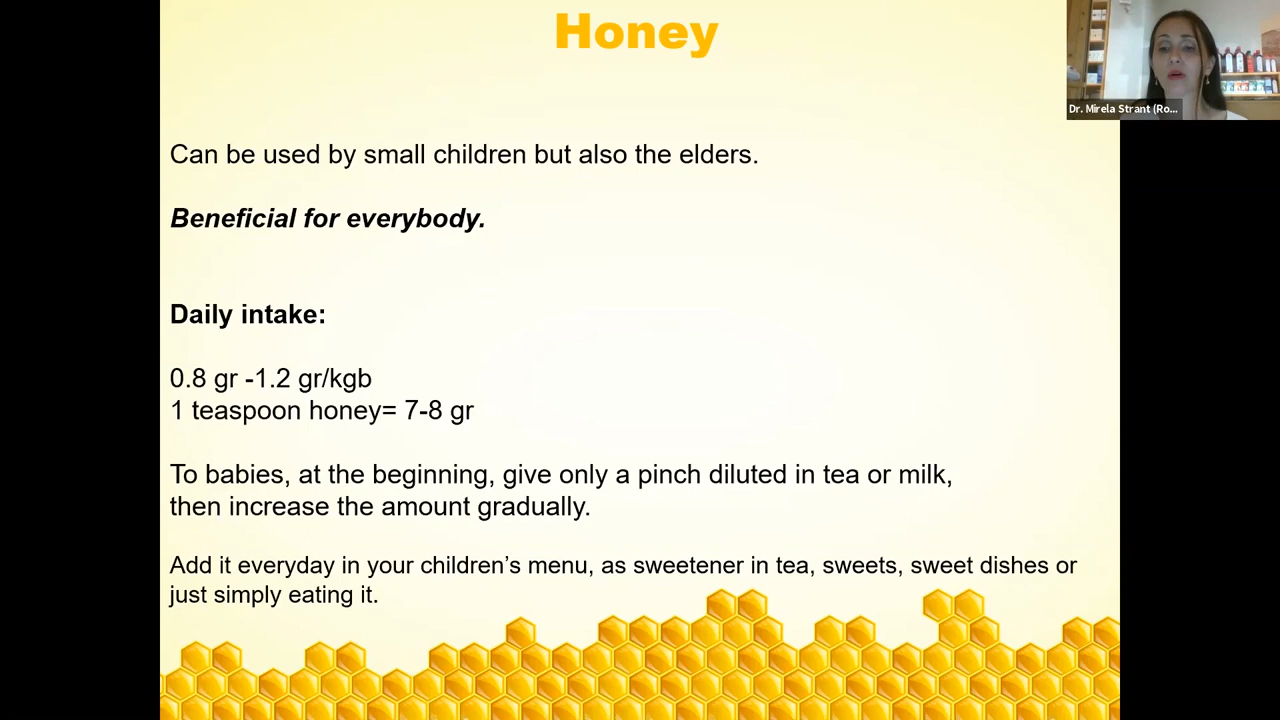 Honey
Dr. Mirela Strant (Ro...
Can be used by small children but also the elders.
Beneficial for everybody.
Daily intake:
0.8 gr -1.2 gr/kgb
1 teaspoon honey= 7-8 gr
To babies, at the beginning, give only a pinch diluted in tea or milk,
then increase the amount gradually.
Add it everyday in your children’s menu, as sweetener in tea, sweets, sweet dishes or
just simply eating it.